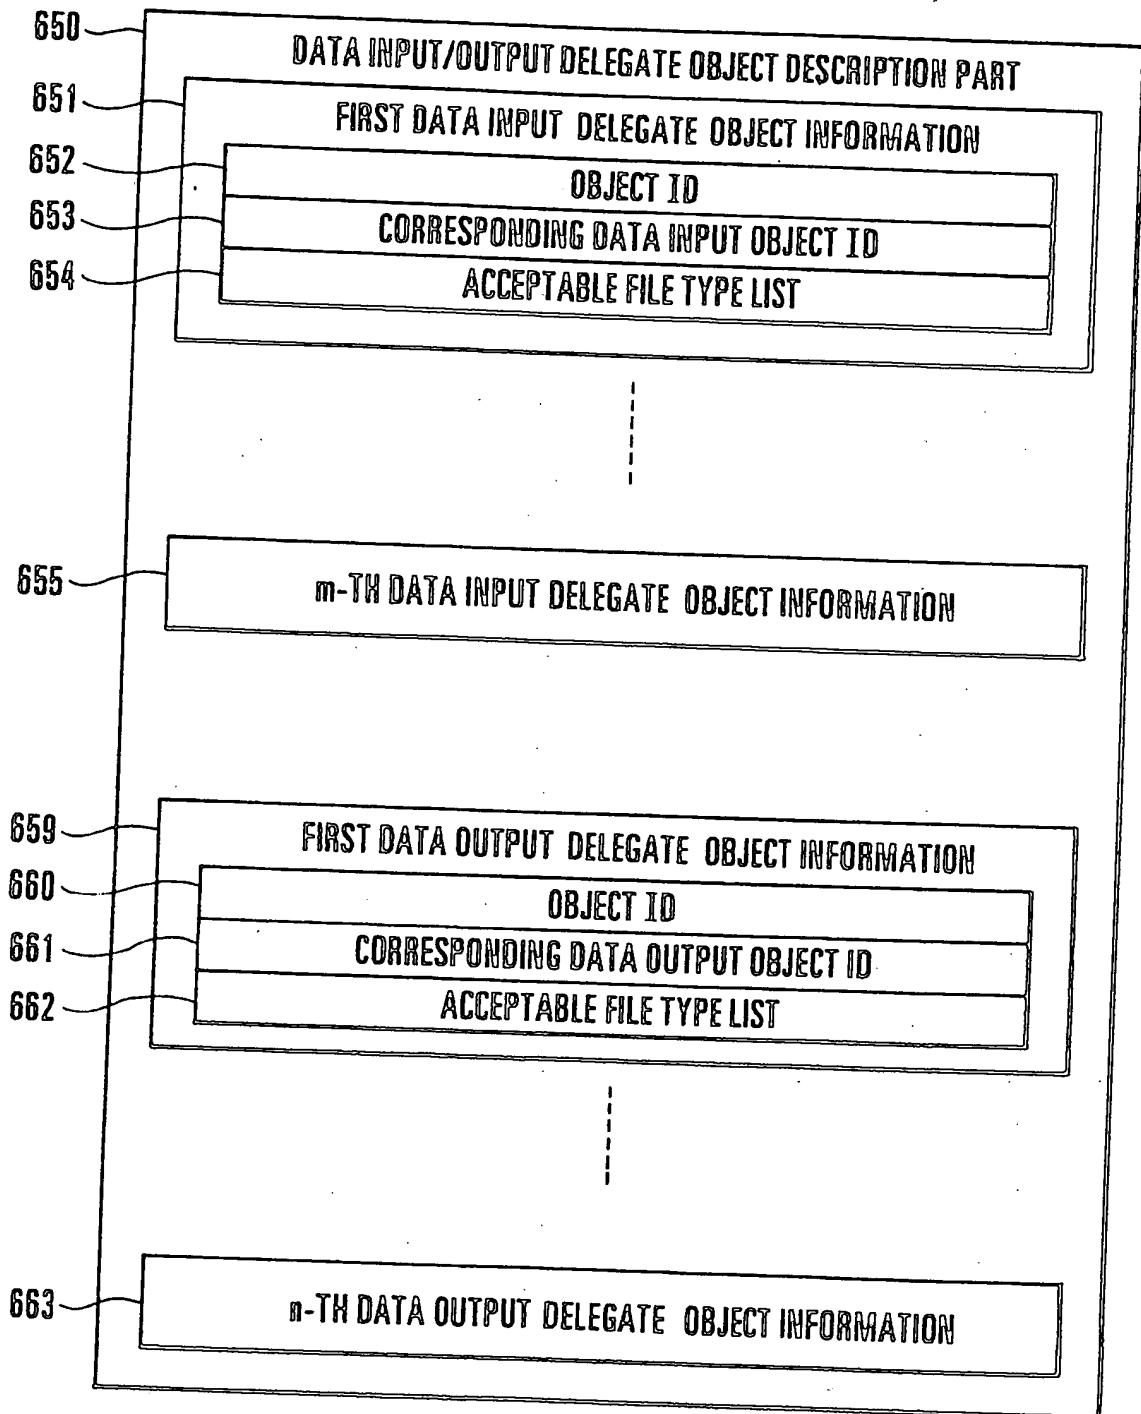 650
DATA INPUT/OUTPUT DELEGATE OBJECT DESCRIPTION PART
651
FIRST DATA INPUT DELEGATE OBJECT INFORMATION
652
OBJECT ID
653
CORRESPONDING DATA INPUT OBJECT ID
654
ACCEPTABLE FILE TYPE LIST
655
m-TH DATA INPUT DELEGATE OBJECT INFORMATION
659
FIRST DATA OUTPUT DELEGATE OBJECT INFORMATION
660
OBJECT ID
661
CORRESPONDING DATA OUTPUT OBJECT ID
662
ACCEPTABLE FILE TYPE LIST
663
n-TH DATA OUTPUT DELEGATE OBJECT INFORMATION